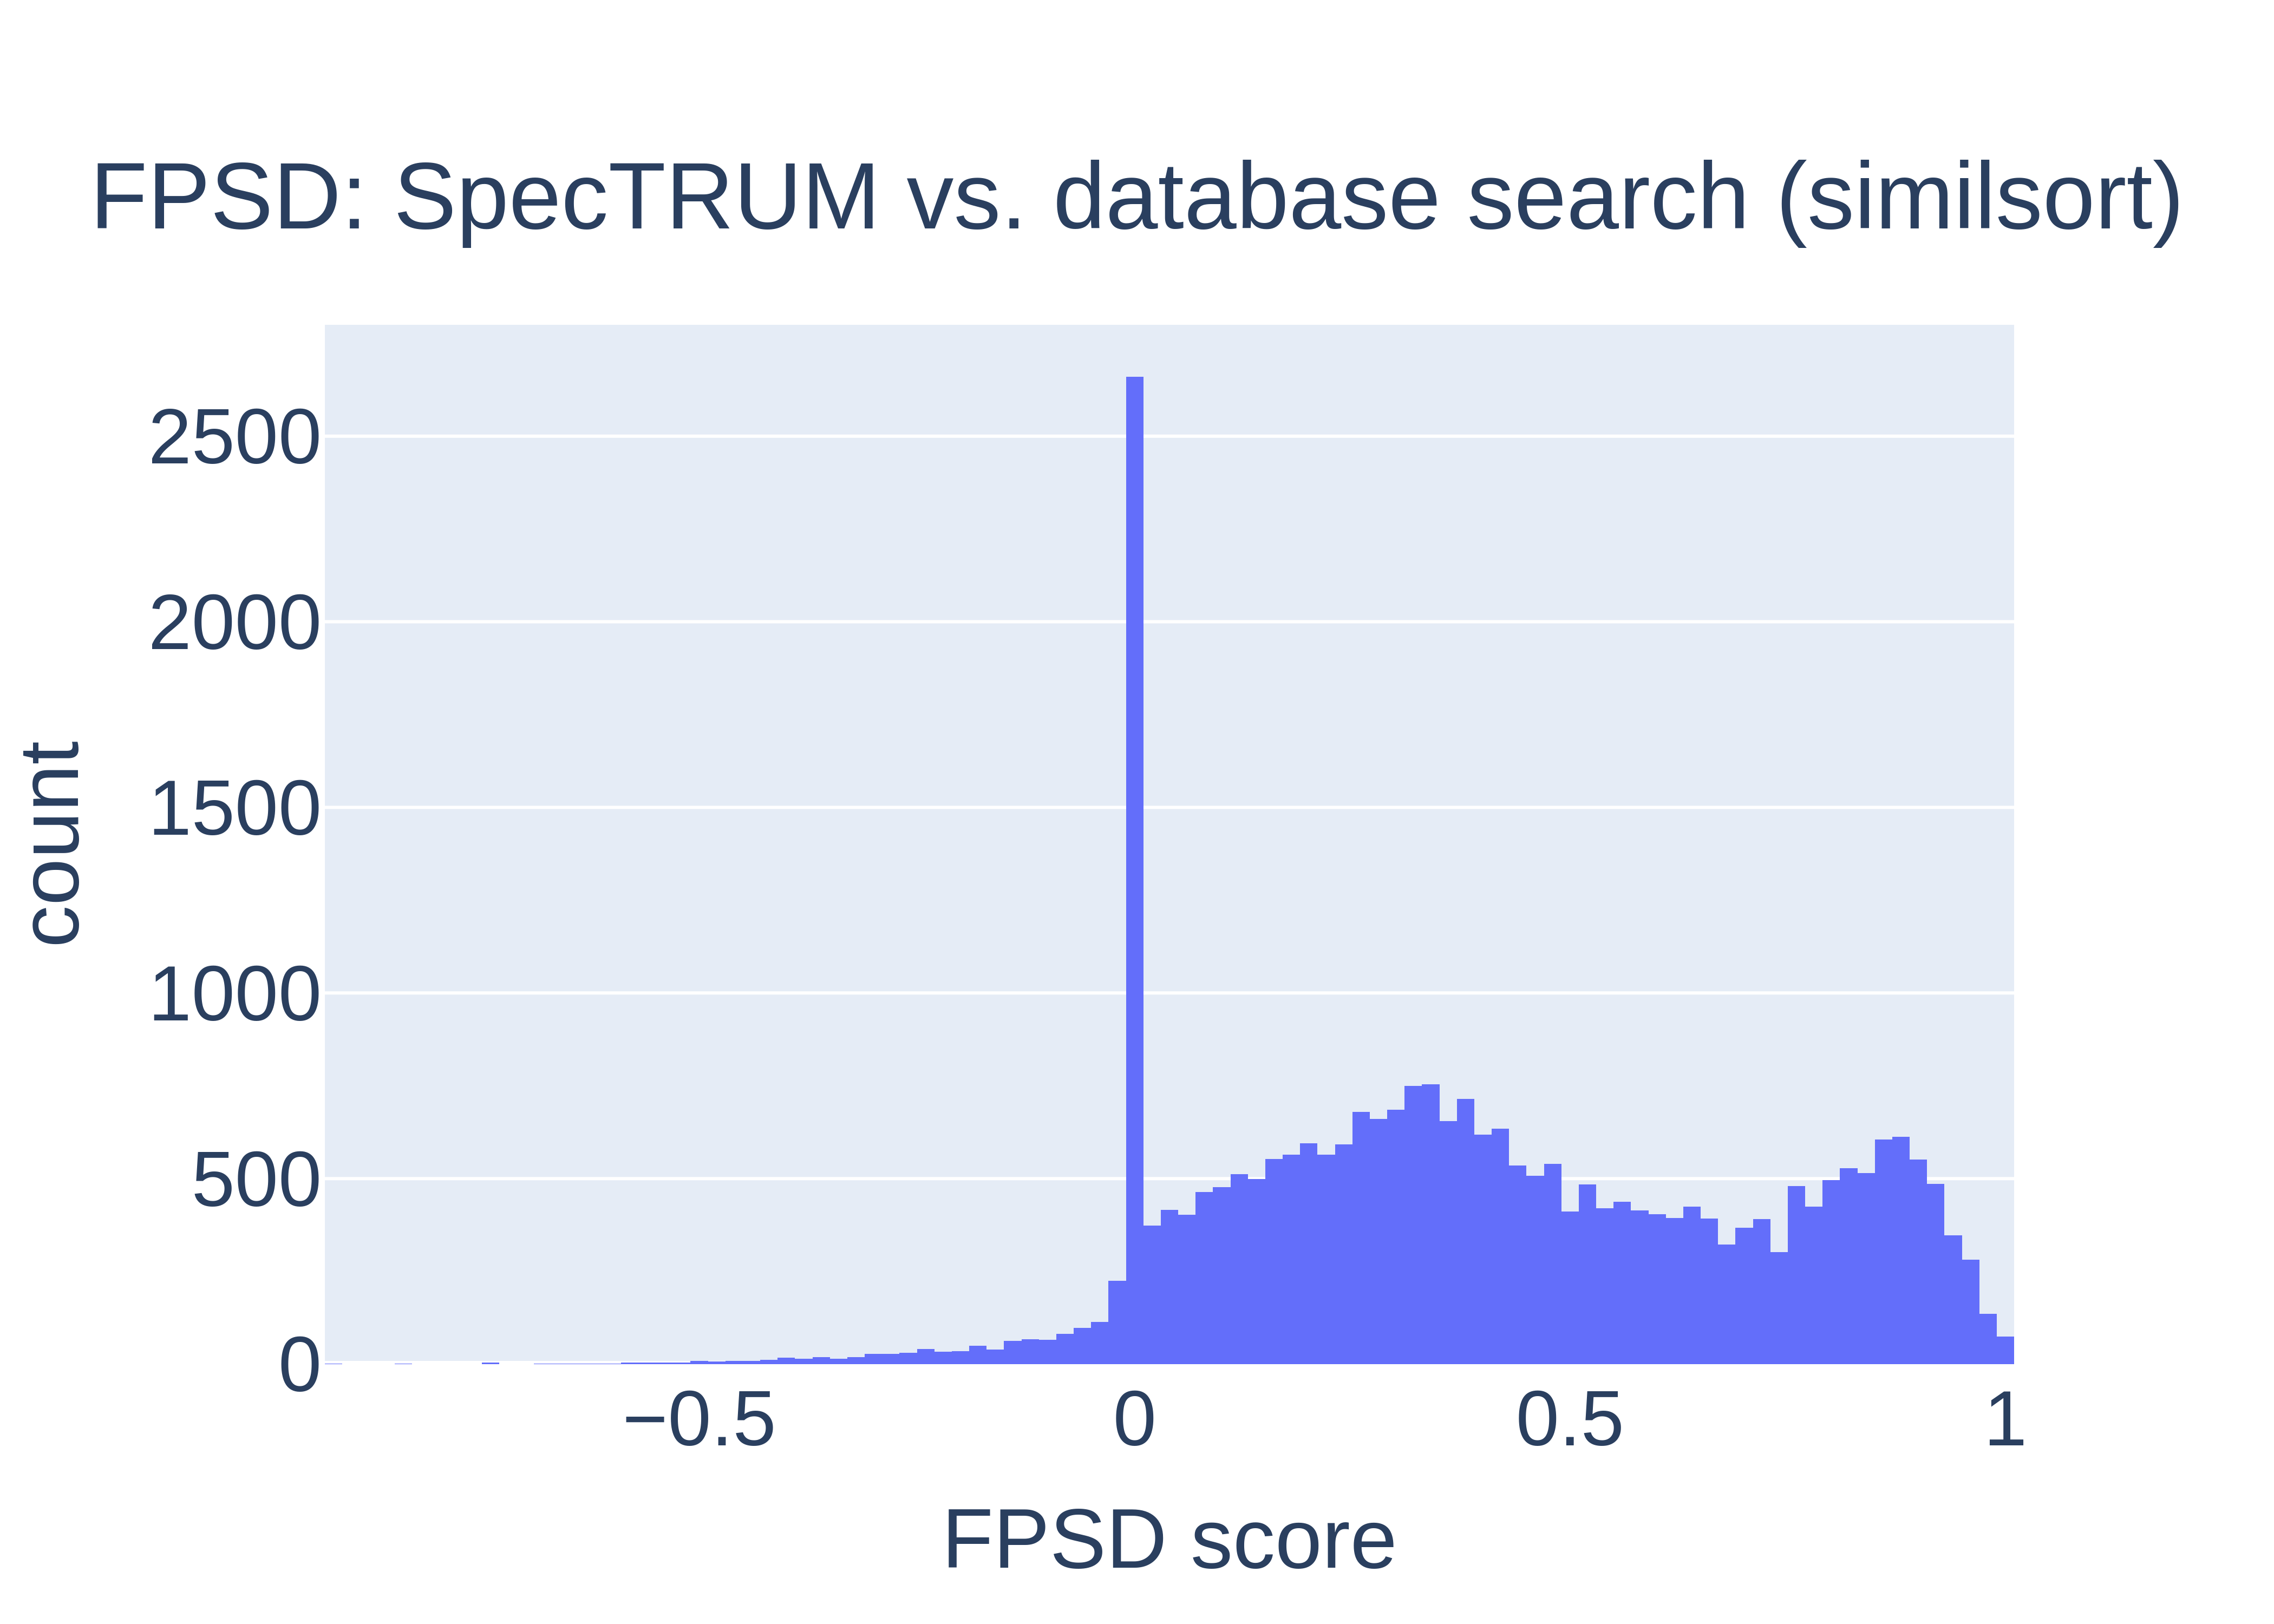 FPSD: SpecTRUM vs. database search (similsort)
2500
2000
1500
1000
500
0
count
−0.5 0 0.5 1
FPSD score